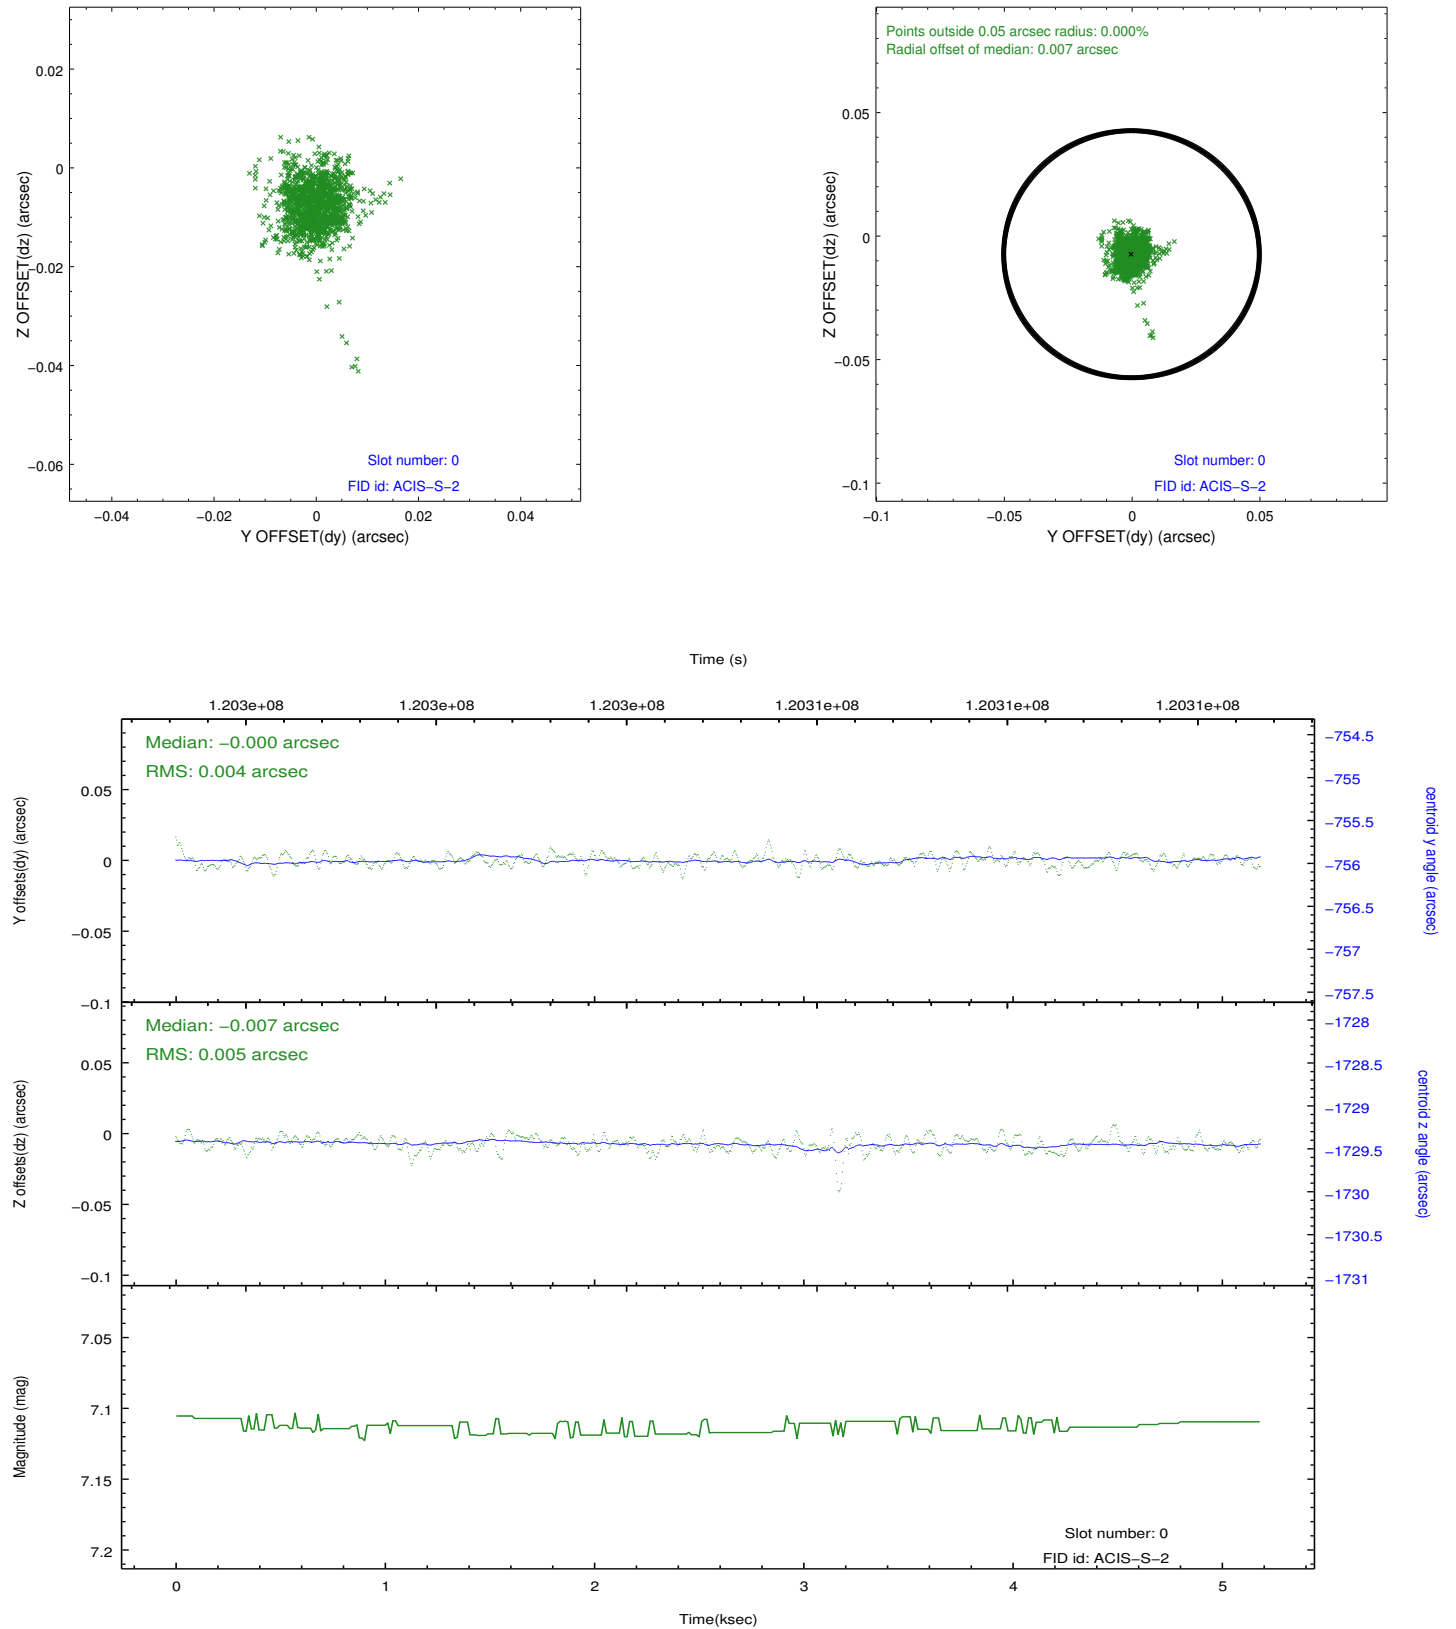 0.02
0
−0.02
−0.04
−0.06
−0.04
−0.02
0
0.02
0.04
Z OFFSET(dz) (arcsec)
Y OFFSET(dy) (arcsec)
Slot number: 0
FID id: ACIS−S−2
Points outside 0.05 arcsec radius: 0.000%
Radial offset of median: 0.007 arcsec
0.05
0
−0.05
−0.1
−0.1
−0.05
0
0.05
Z OFFSET(dz) (arcsec)
Y OFFSET(dy) (arcsec)
Slot number: 0
FID id: ACIS−S−2
Time (s)
1.203e+08
1.203e+08
1.203e+08
1.2031e+08
1.2031e+08
1.2031e+08
Median: −0.000 arcsec
RMS: 0.004 arcsec
0.05
0
−0.05
−0.1
Y offsets(dy) (arcsec)
−754.5
−755
−755.5
−756
−756.5
−757
−757.5
centroid y angle (arcsec)
Median: −0.007 arcsec
RMS: 0.005 arcsec
0.05
0
−0.05
−0.1
Z offsets(dz) (arcsec)
−1728
−1728.5
−1729
−1729.5
−1730
−1730.5
−1731
centroid z angle (arcsec)
7.05
7.1
7.15
7.2
Magnitude (mag)
Slot number: 0
FID id: ACIS−S−2
0
1
2
3
4
5
Time(ksec)